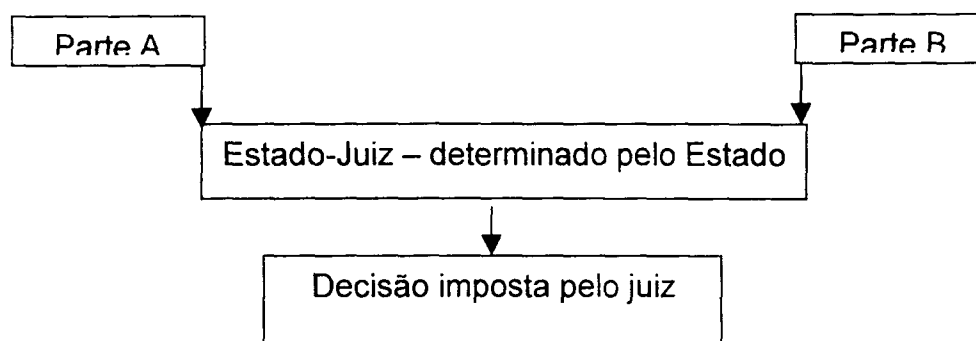 Parte A
Parte B
Estado-Juiz – determinado pelo Estado
Decisão imposta pelo juiz